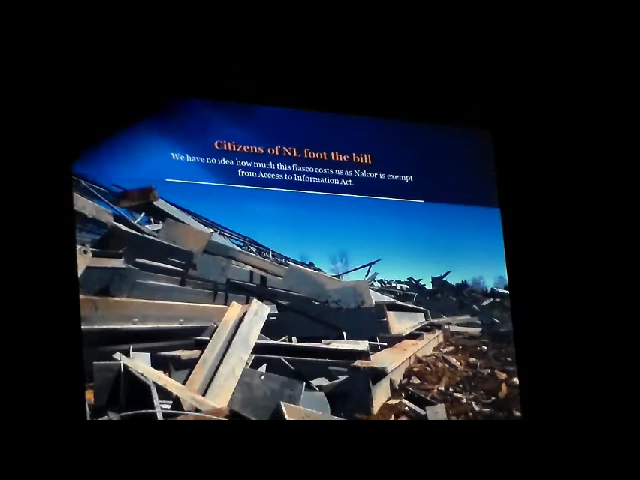 Citizens of NL foot the bill
We have no idea how much this fiasco costs us as Nalcor is exempt
from Access to Information Act.